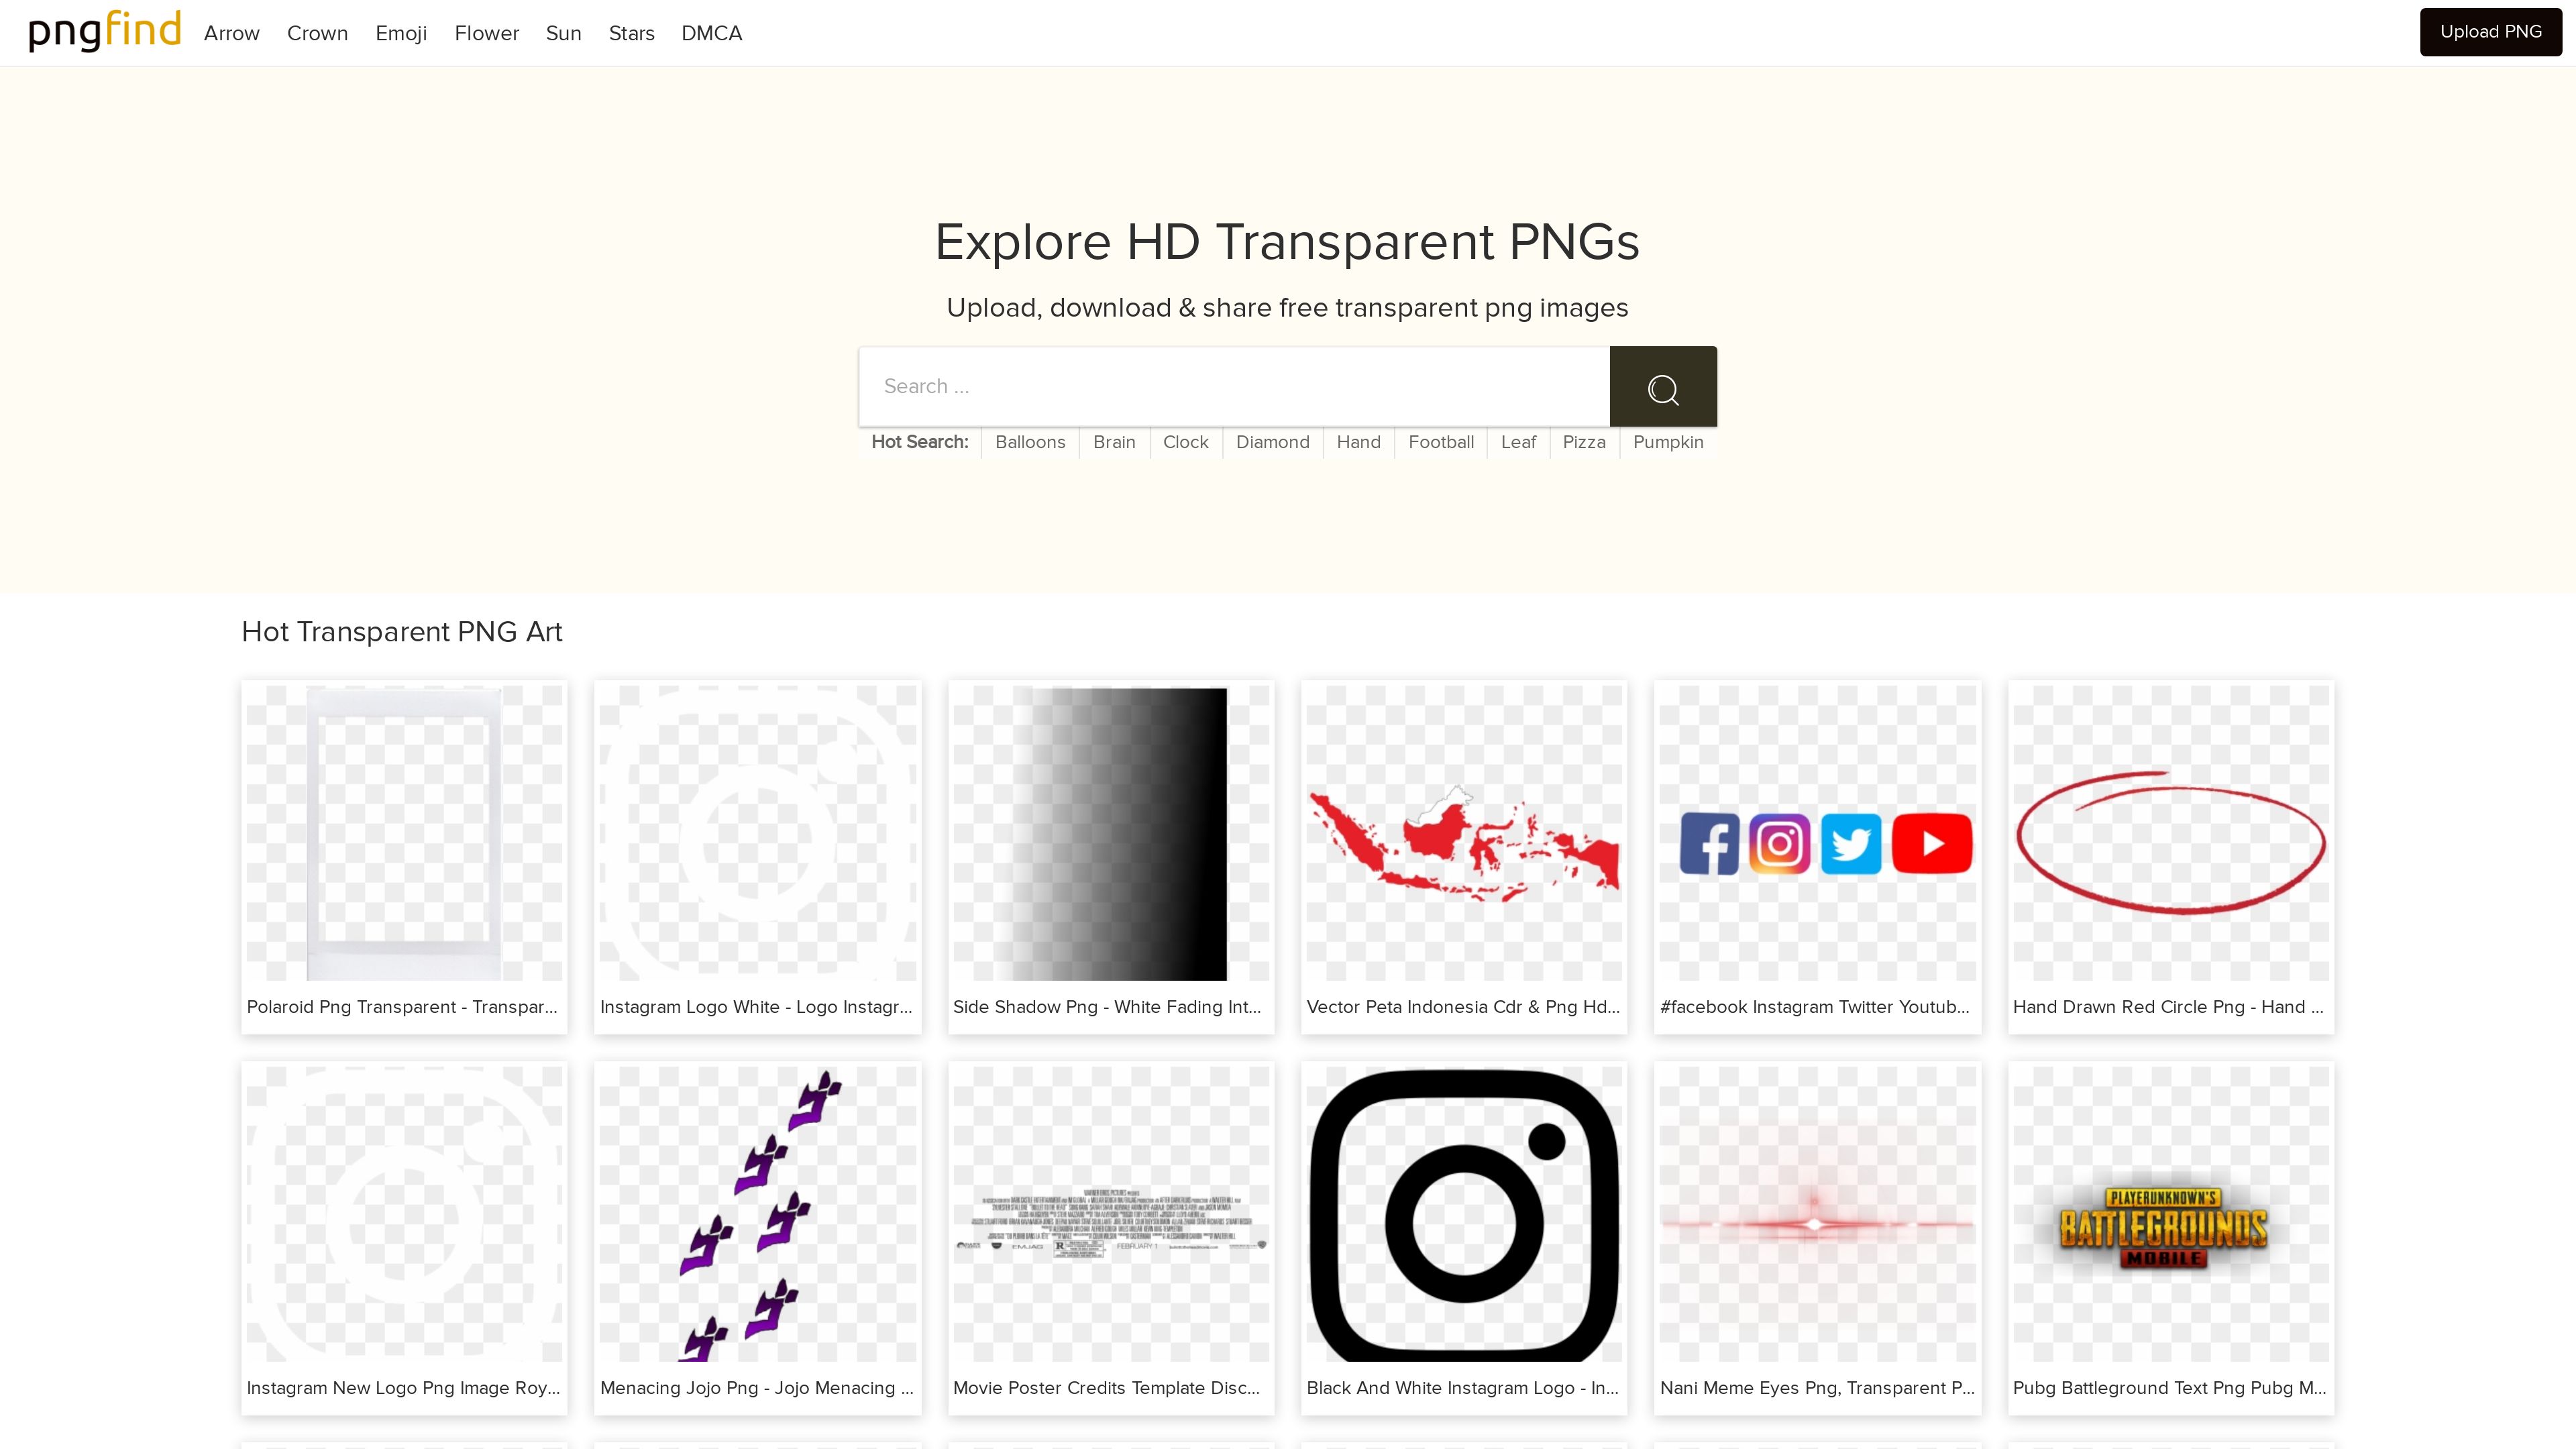 pngfind Arrow Crown Emoji Flower Sun Stars DMCA Upload PNG
Explore HD Transparent PNGs
Upload, download & share free transparent png images
Search ...
Hot Search: Balloons Brain Clock Diamond Hand Football Leaf Pizza Pumpkin
Hot Transparent PNG Art
Polaroid Png Transparent - Transpar...
Instagram Logo White - Logo Instagr...
Side Shadow Png - White Fading Int...
Vector Peta Indonesia Cdr & Png Hd...
#facebook Instagram Twitter Youtub...
Hand Drawn Red Circle Png - Hand ...
PLAYERUNKNOWN'S
BATTLEGROUNDS
MOBILE
FEBRUARY 1
Instagram New Logo Png Image Roy...
Menacing Jojo Png - Jojo Menacing ...
Movie Poster Credits Template Disc...
Black And White Instagram Logo - In...
Nani Meme Eyes Png, Transparent P...
Pubg Battleground Text Png Pubg M...